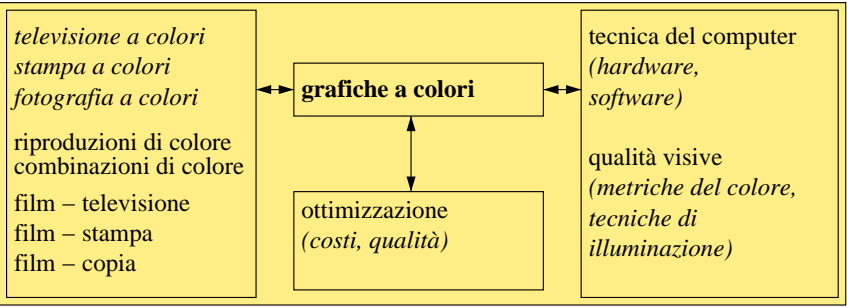 televisione a colori
stampa a colori
fotografia a colori
riproduzioni di colore
combinazioni di colore
film – televisione
film – stampa
film – copia
grafiche a colori
ottimizzazione
(costi, qualità)
tecnica del computer
(hardware,
software)
qualità visive
(metriche del colore,
tecniche di
illuminazione)